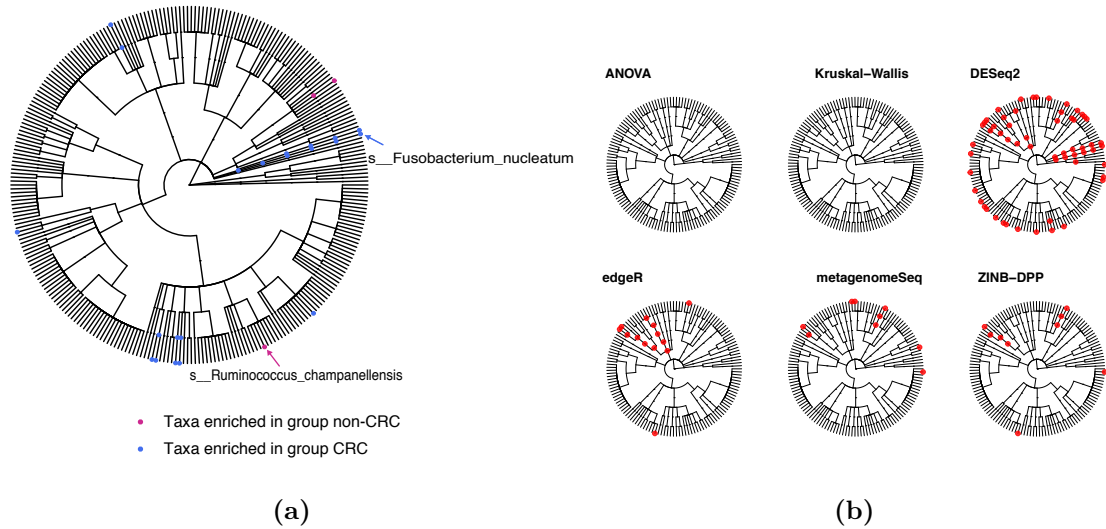 s__Fusobacterium_nucleatum
s__Ruminococcus_champanellensis
Taxa enriched in group non-CRC
Taxa enriched in group CRC
(a)
ANOVA
Kruskal−Wallis
DESeq2
edgeR
metagenomeSeq
ZINB−DPP
(b)